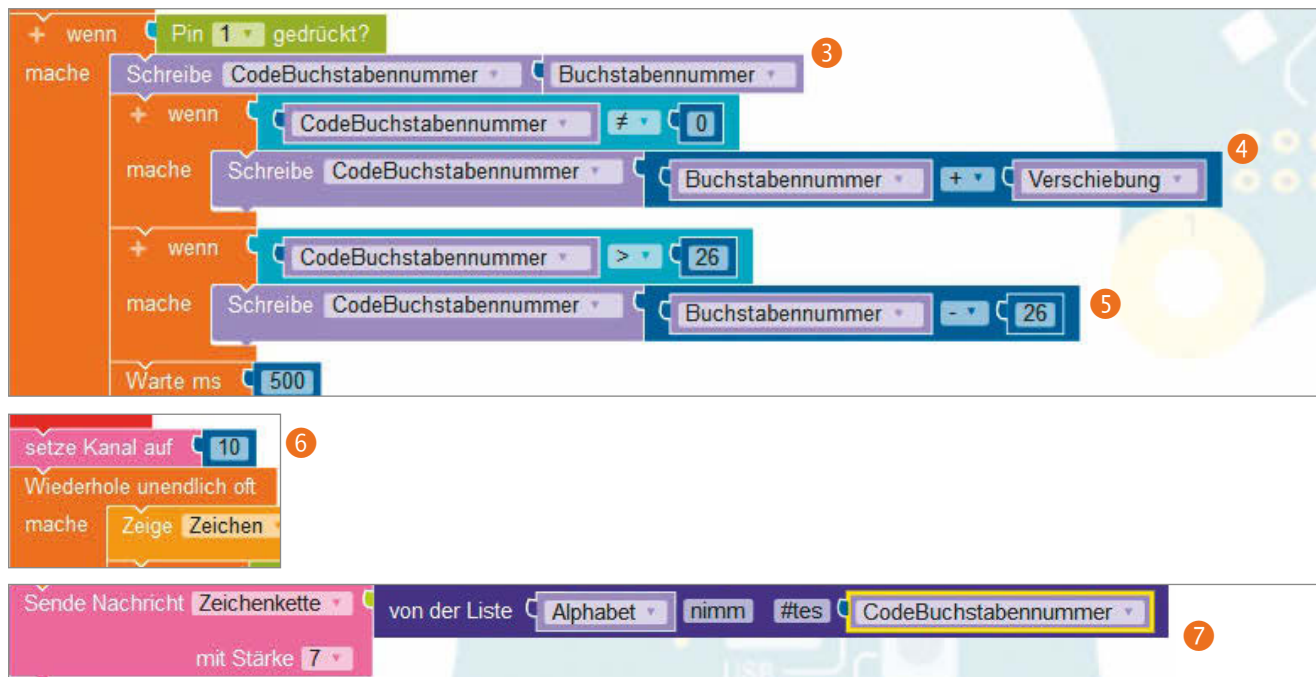 + wenn Pin 1 gedrückt?
mache Schreibe CodeBuchstabennummer Buchstabennummer 3
+ wenn CodeBuchstabennummer ≠ 0
mache Schreibe CodeBuchstabennummer Buchstabennummer + Verschiebung 4
+ wenn CodeBuchstabennummer > 26
mache Schreibe CodeBuchstabennummer Buchstabennummer - 26 5
Warte ms 500
1
setze Kanal auf 10 6
Wiederhole unendlich oft
mache Zeige Zeichen
Sende Nachricht Zeichenkette von der Liste Alphabet nimm #tes CodeBuchstabennummer 7
mit Stärke 7
USB